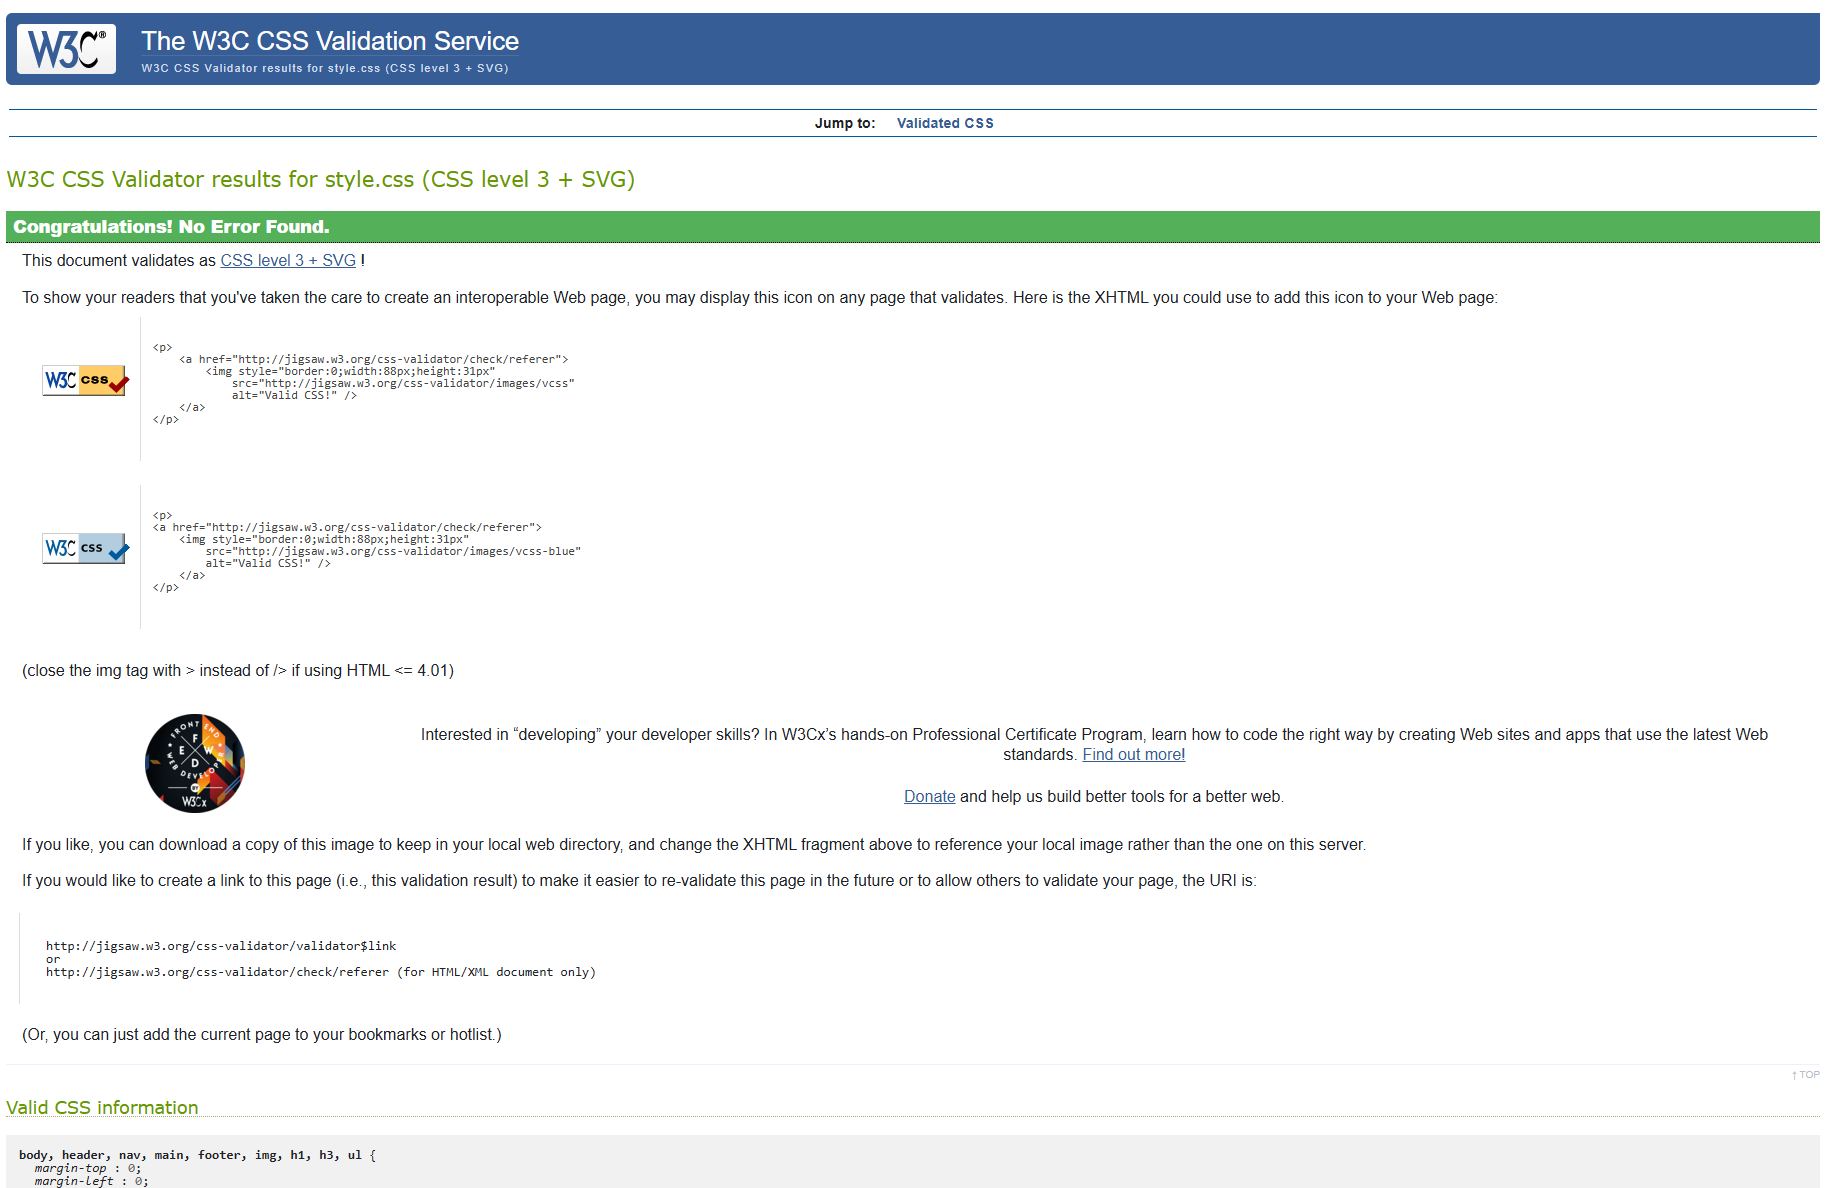 W3C®
The W3C CSS Validation Service
W3C CSS Validator results for style.css (CSS level 3 + SVG)
Jump to: Validated CSS
W3C CSS Validator results for style.css (CSS level 3 + SVG)
Congratulations! No Error Found.
This document validates as CSS level 3 + SVG !
To show your readers that you've taken the care to create an interoperable Web page, you may display this icon on any page that validates. Here is the XHTML you could use to add this icon to your Web page:
W3C css
<p>
<a href="http://jigsaw.w3.org/css-validator/check/referer">
<img style="border:0;width:88px;height:31px"
src="http://jigsaw.w3.org/css-validator/images/vcss"
alt="Valid CSS!" />
</a>
</p>
W3C css
<p>
<a href="http://jigsaw.w3.org/css-validator/check/referer">
<img style="border:0;width:88px;height:31px"
src="http://jigsaw.w3.org/css-validator/images/vcss-blue"
alt="Valid CSS!" />
</a>
</p>
(close the img tag with > instead of /> if using HTML <= 4.01)
FRONT END
F
E W
D
WEB DEVELOPER
BY
W3Cx
Interested in “developing” your developer skills? In W3Cx’s hands-on Professional Certificate Program, learn how to code the right way by creating Web sites and apps that use the latest Web
standards. Find out more!
Donate and help us build better tools for a better web.
If you like, you can download a copy of this image to keep in your local web directory, and change the XHTML fragment above to reference your local image rather than the one on this server.
If you would like to create a link to this page (i.e., this validation result) to make it easier to re-validate this page in the future or to allow others to validate your page, the URI is:
http://jigsaw.w3.org/css-validator/validator$link
or
http://jigsaw.w3.org/css-validator/check/referer (for HTML/XML document only)
(Or, you can just add the current page to your bookmarks or hotlist.)
↑ TOP
Valid CSS information
body, header, nav, main, footer, img, h1, h3, ul {
margin-top : 0;
margin-left : 0;